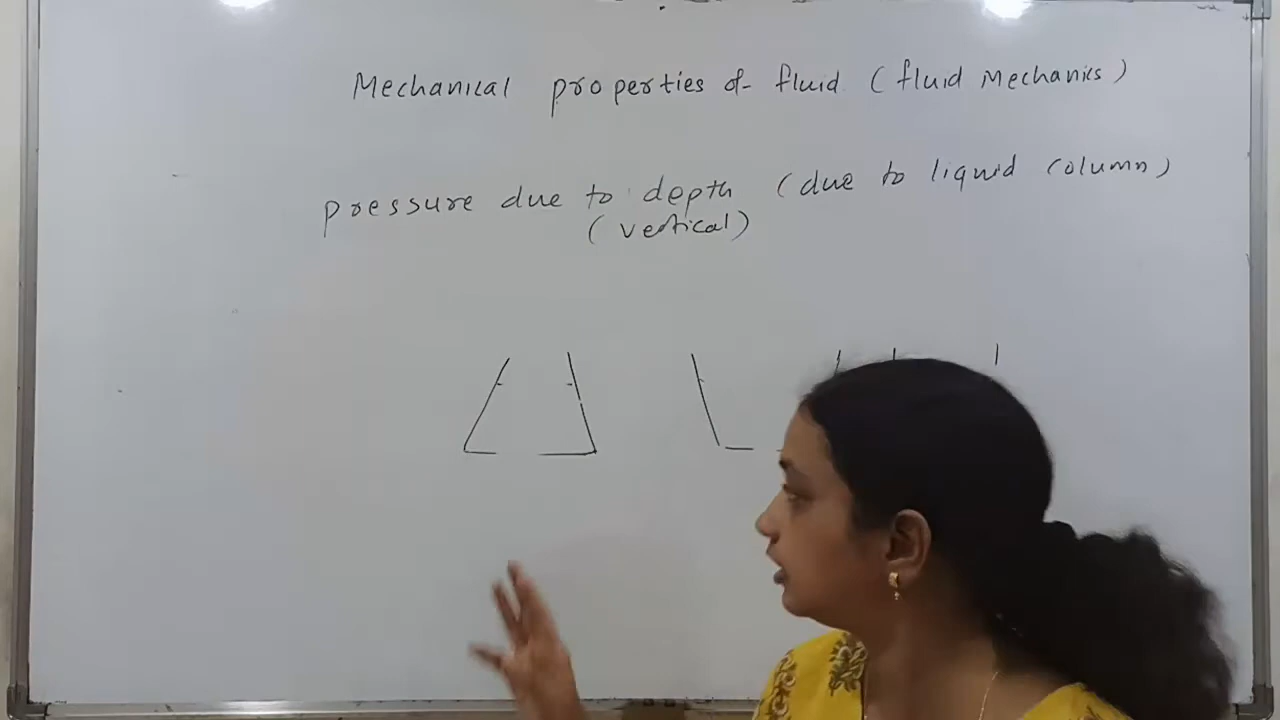 Mechanical properties of fluid (fluid Mechanics)
pressure due to depth (due to liquid column)
(vertical)